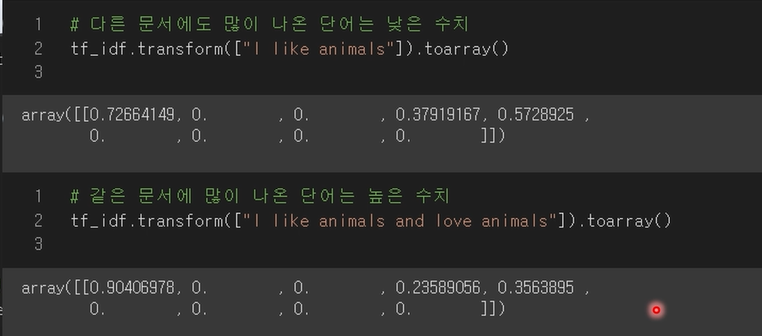 1 # 다른 문서에도 많이 나온 단어는 낮은 수치
2 tf_idf.transform(["I like animals"]).toarray()
3
array([[0.72664149, 0. , 0. , 0.37919167, 0.5728925 ,
0. , 0. , 0. , 0. ]])
1 # 같은 문서에 많이 나온 단어는 높은 수치
2 tf_idf.transform(["I like animals and love animals"]).toarray()
3
array([[0.90406978, 0. , 0. , 0.23589056, 0.3563895 ,
0. , 0. , 0. , 0. ]])